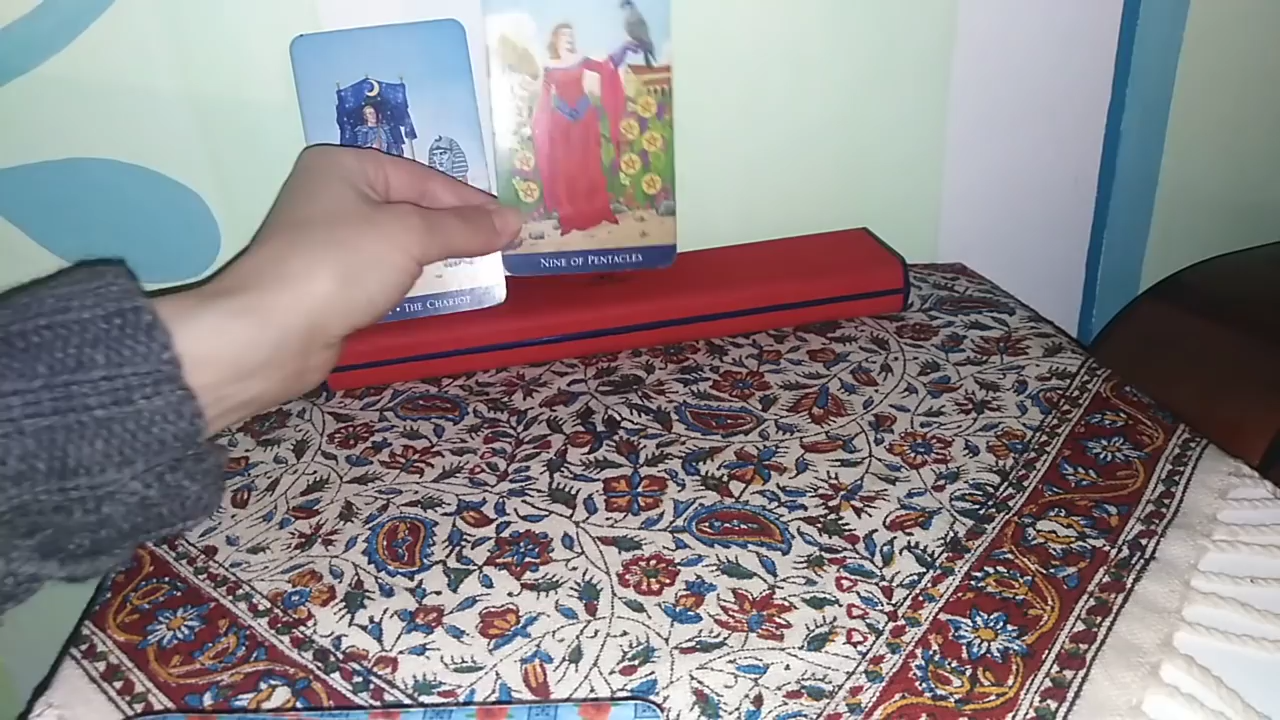 • THE CHARIOT
NINE OF PENTACLES